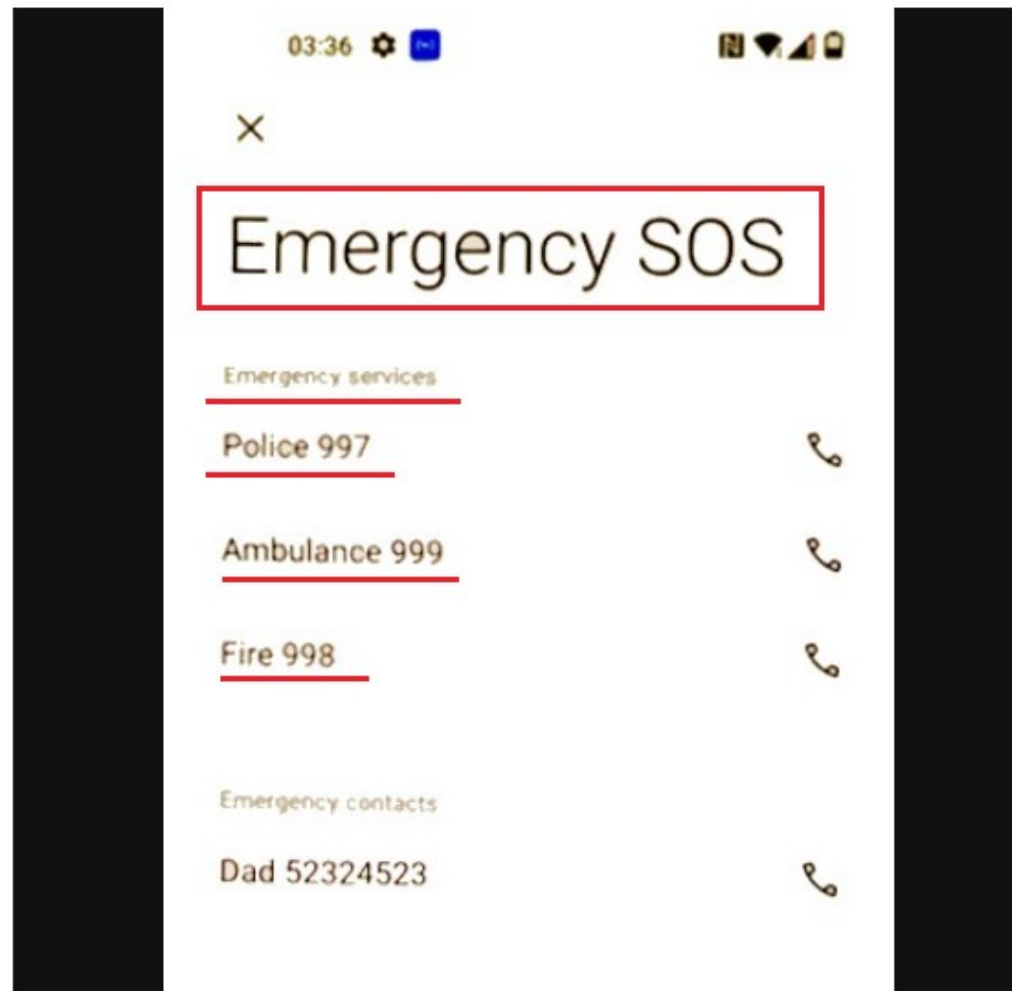 03:36
Emergency SOS
Emergency services
Police 997
Ambulance 999
Fire 998
Emergency contacts
Dad 52324523